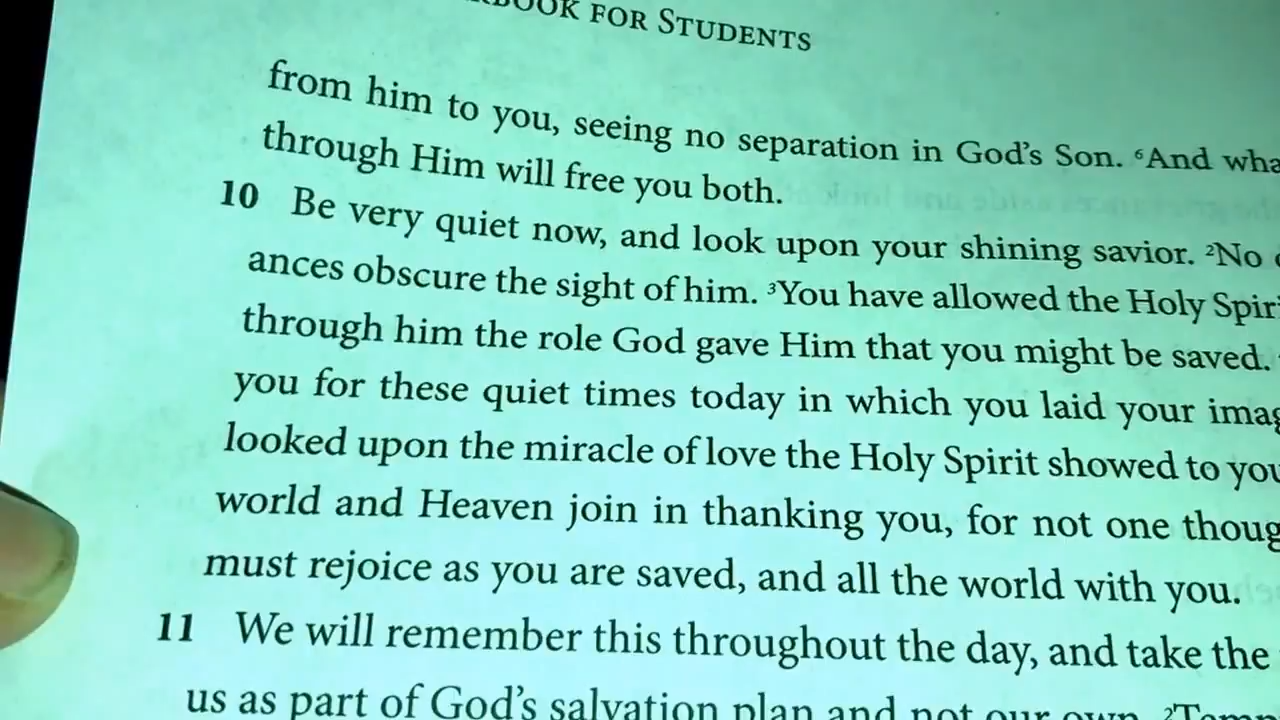 FOR STUDENTS
from him to you, seeing no separation in God's Son. ⁶And
through Him will free you both.
10 Be very quiet now, and look upon your shining savior. ²No
ances obscure the sight of him. ³You have allowed the Holy
through him the role God gave Him that you might be saved.
you for these quiet times today in which you laid your
looked upon the miracle of love the Holy Spirit showed to
world and Heaven join in thanking you, for not one
must rejoice as you are saved, and all the world with you.
11 We will remember this throughout the day, and take the
us as part of God's salvation plan and not our own.